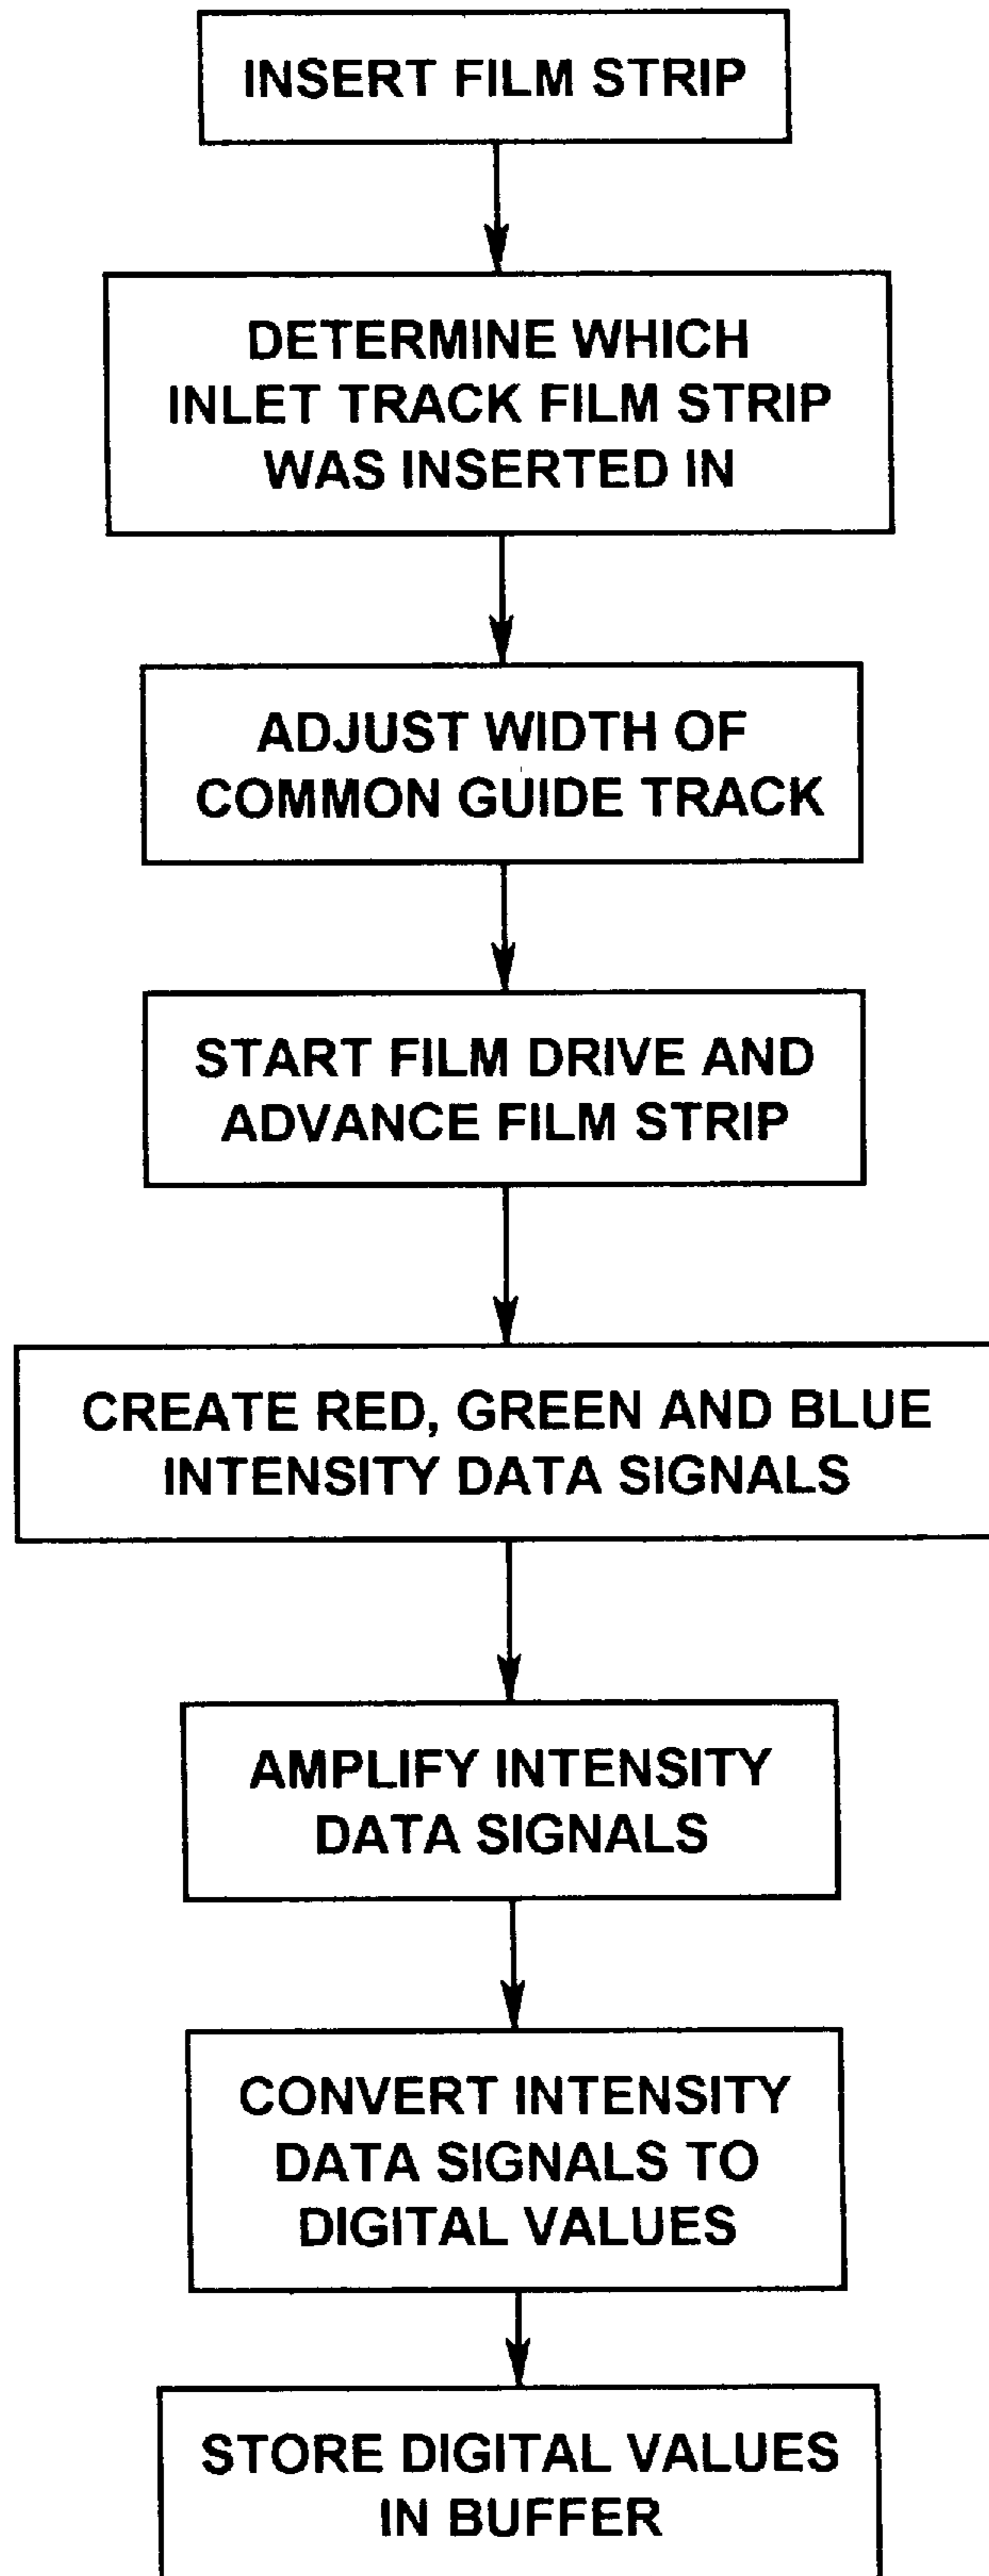 INSERT FILM STRIP
DETERMINE WHICH
INLET TRACK FILM STRIP
WAS INSERTED IN
ADJUST WIDTH OF
COMMON GUIDE TRACK
START FILM DRIVE AND
ADVANCE FILM STRIP
CREATE RED, GREEN AND BLUE
INTENSITY DATA SIGNALS
AMPLIFY INTENSITY
DATA SIGNALS
CONVERT INTENSITY
DATA SIGNALS TO
DIGITAL VALUES
STORE DIGITAL VALUES
IN BUFFER